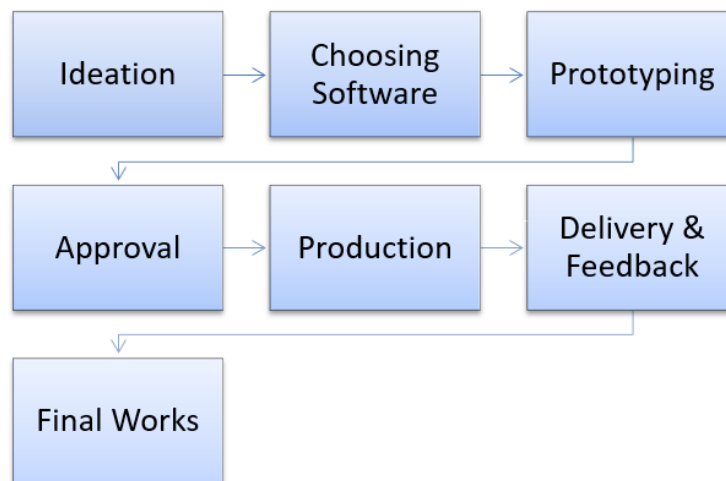 Ideation
Choosing
Software
Prototyping
Approval
Production
Delivery &
Feedback
Final Works